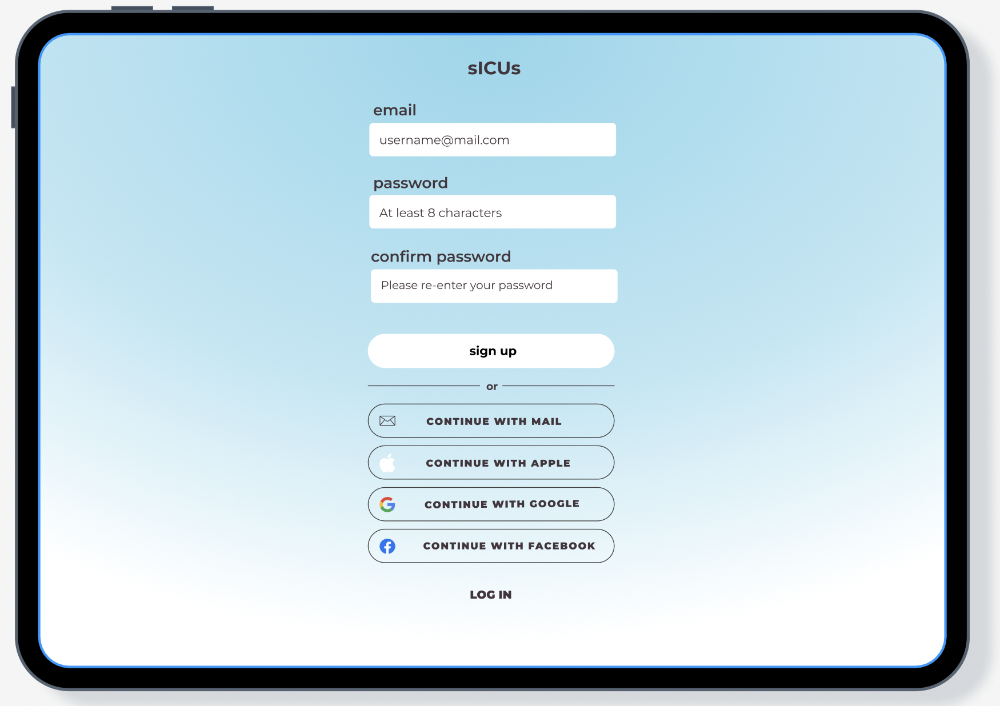 sICUs
email
username@mail.com
password
At least 8 characters
confirm password
Please re-enter your password
sign up
or
CONTINUE WITH MAIL
CONTINUE WITH APPLE
CONTINUE WITH GOOGLE
CONTINUE WITH FACEBOOK
LOG IN